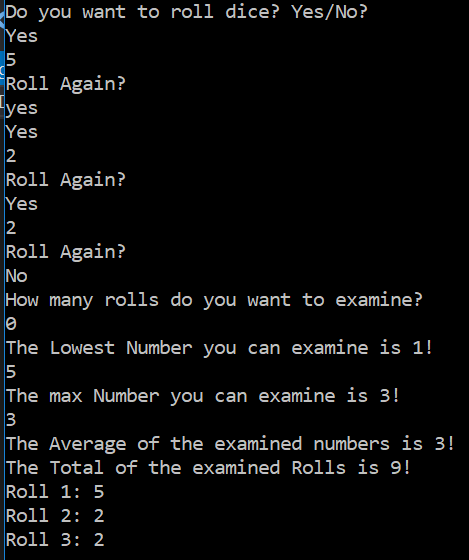 Do you want to roll dice? Yes/No?
Yes
5
Roll Again?
yes
Yes
2
Roll Again?
Yes
2
Roll Again?
No
How many rolls do you want to examine?
0
The Lowest Number you can examine is 1!
5
The max Number you can examine is 3!
3
The Average of the examined numbers is 3!
The Total of the examined Rolls is 9!
Roll 1: 5
Roll 2: 2
Roll 3: 2